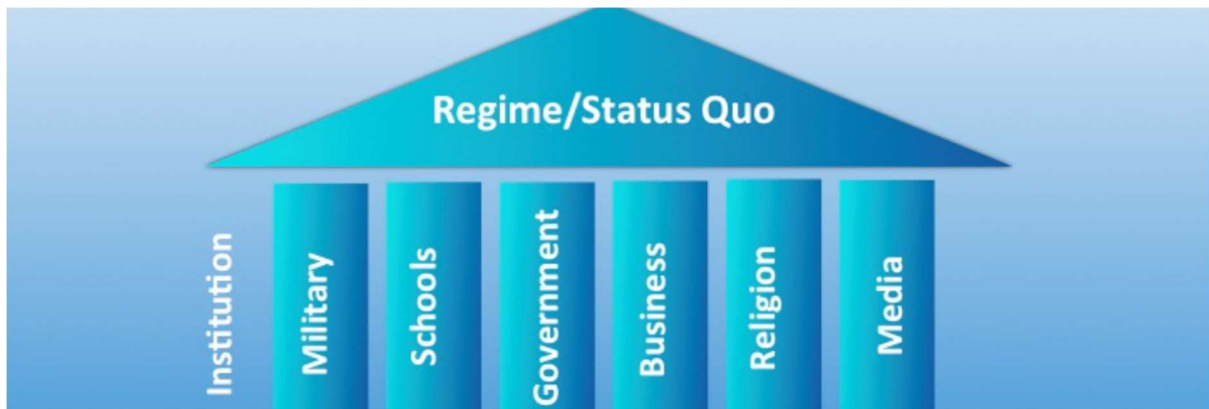 Regime/Status Quo
Institution
Military
Schools
Government
Business
Religion
Media